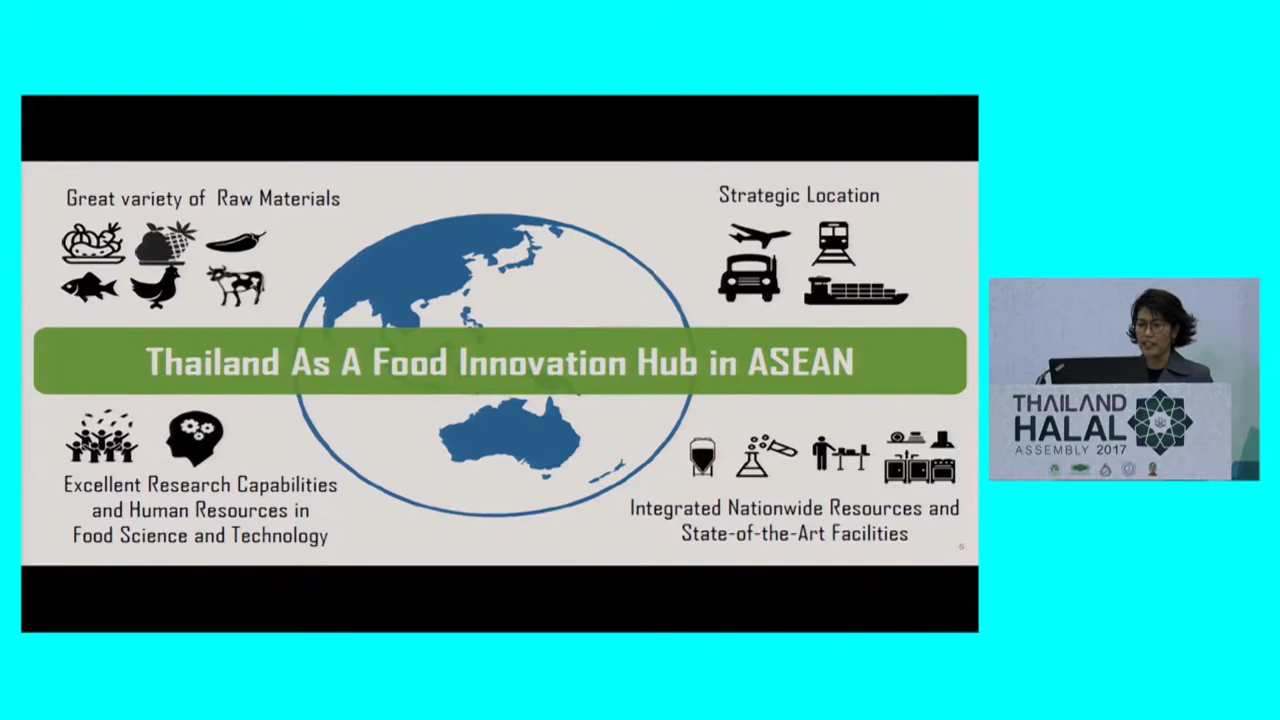 Great variety of Raw Materials
Strategic Location
Thailand As A Food Innovation Hub in ASEAN
Excellent Research Capabilities
and Human Resources in
Food Science and Technology
Integrated Nationwide Resources and
State-of-the-Art Facilities
6
THAILAND
HALAL
ASSEMBLY 2017